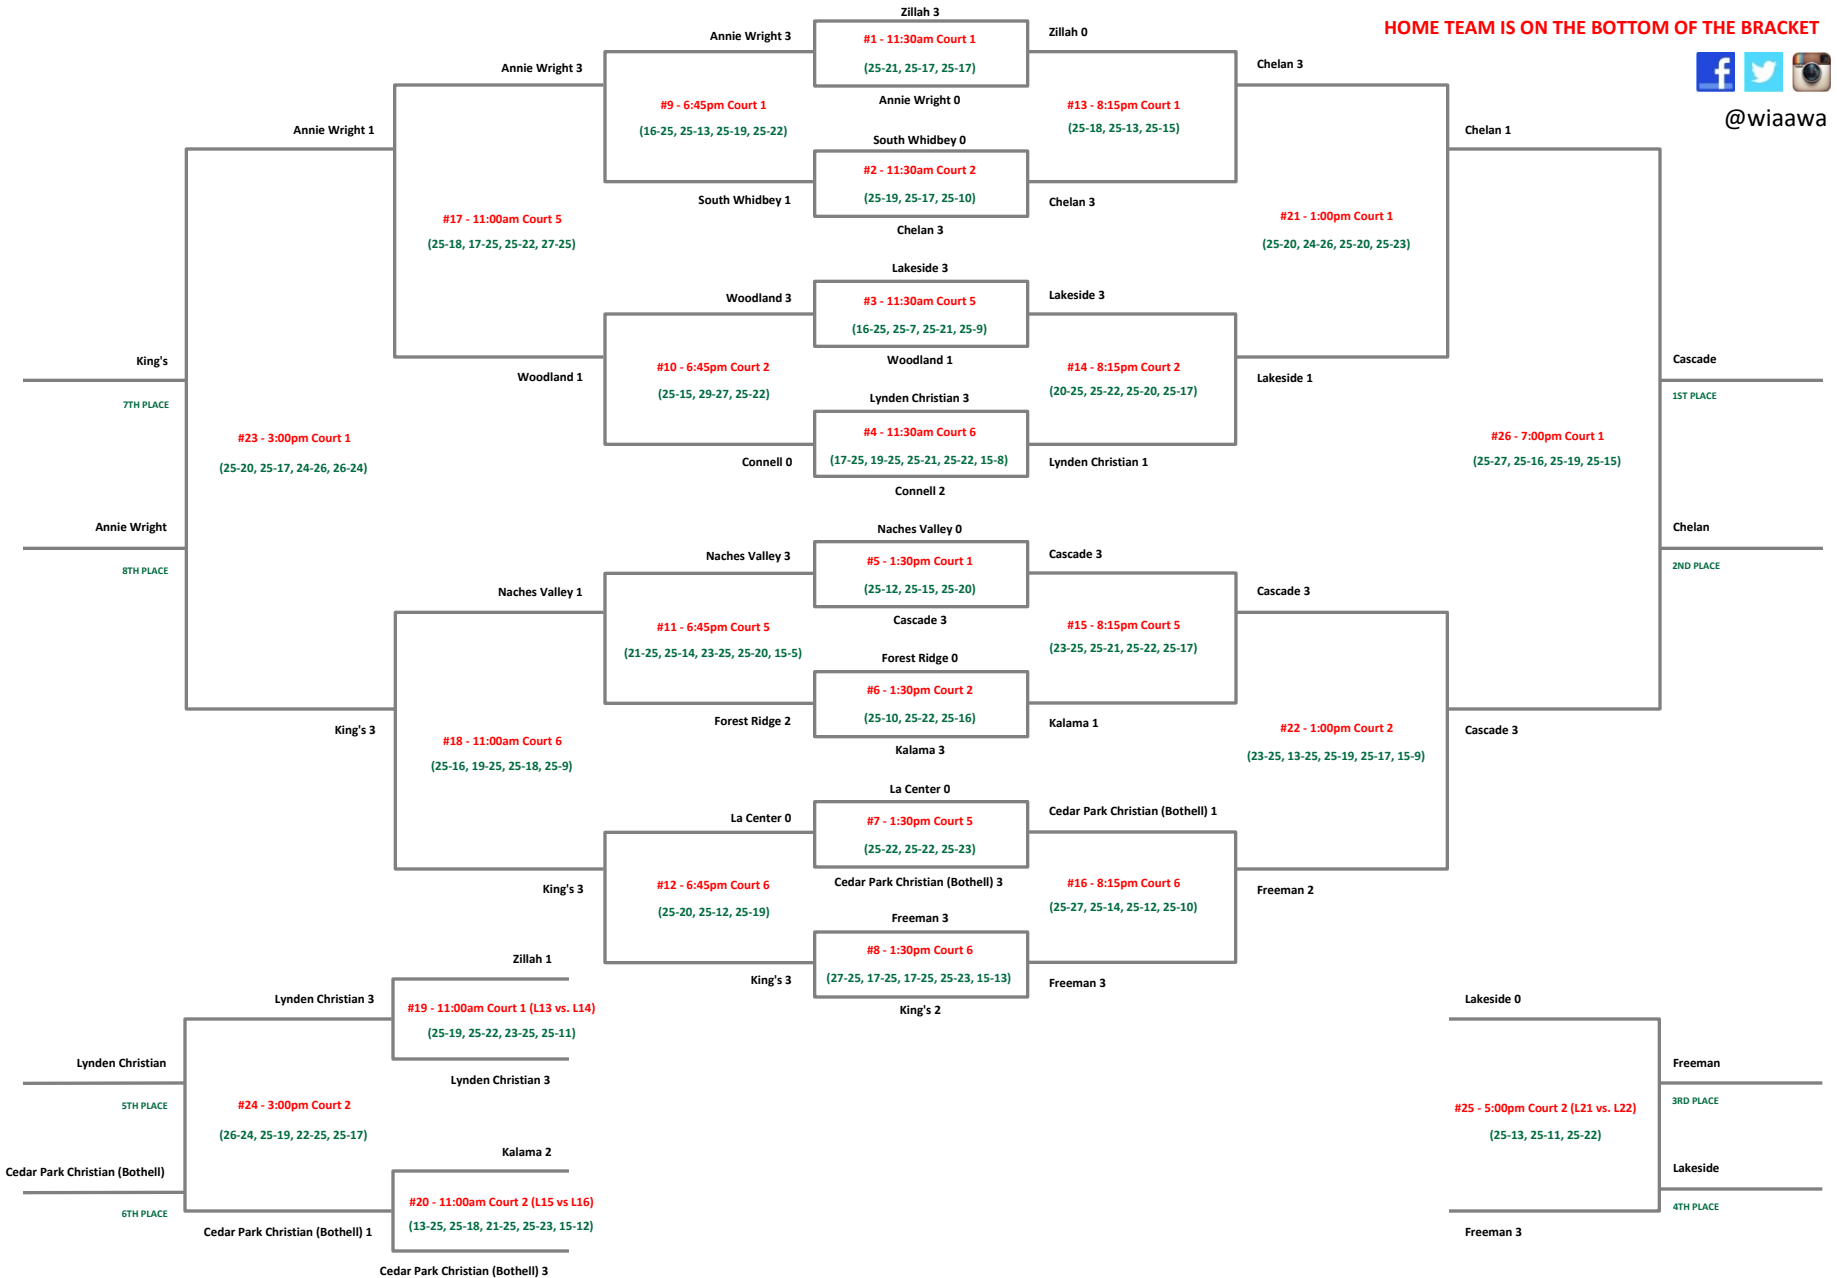 Zillah 3
HOME TEAM IS ON THE BOTTOM OF THE BRACKET
Annie Wright 3
#1 - 11:30am Court 1
Zillah 0
Annie Wright 3
(25-21, 25-17, 25-17)
Chelan 3
@wiaawa
Annie Wright 0
#9 - 6:45pm Court 1
#13 - 8:15pm Court 1
Annie Wright 1
(16-25, 25-13, 25-19, 25-22)
(25-18, 25-13, 25-15)
Chelan 1
South Whidbey 0
#2 - 11:30am Court 2
South Whidbey 1
(25-19, 25-17, 25-10)
Chelan 3
#17 - 11:00am Court 5
#21 - 1:00pm Court 1
Chelan 3
(25-18, 17-25, 25-22, 27-25)
(25-20, 24-26, 25-20, 25-23)
Lakeside 3
Woodland 3
#3 - 11:30am Court 5
Lakeside 3
(16-25, 25-7, 25-21, 25-9)
King's
Woodland 1
Cascade
#10 - 6:45pm Court 2
#14 - 8:15pm Court 2
Woodland 1
Lakeside 1
7TH PLACE
(25-15, 29-27, 25-22)
(20-25, 25-22, 25-20, 25-17)
1ST PLACE
Lynden Christian 3
#23 - 3:00pm Court 1
#4 - 11:30am Court 6
#26 - 7:00pm Court 1
(25-20, 25-17, 24-26, 26-24)
Connell 0
(17-25, 19-25, 25-21, 25-22, 15-8)
Lynden Christian 1
(25-27, 25-16, 25-19, 25-15)
Connell 2
Annie Wright
Naches Valley 0
Chelan
Naches Valley 3
#5 - 1:30pm Court 1
Cascade 3
8TH PLACE
2ND PLACE
Naches Valley 1
(25-12, 25-15, 25-20)
Cascade 3
Cascade 3
#11 - 6:45pm Court 5
#15 - 8:15pm Court 5
(21-25, 25-14, 23-25, 25-20, 15-5)
(23-25, 25-21, 25-22, 25-17)
Forest Ridge 0
#6 - 1:30pm Court 2
Forest Ridge 2
(25-10, 25-22, 25-16)
Kalama 1
King's 3
#18 - 11:00am Court 6
Kalama 3
#22 - 1:00pm Court 2
Cascade 3
(25-16, 19-25, 25-18, 25-9)
(23-25, 13-25, 25-19, 25-17, 15-9)
La Center 0
La Center 0
#7 - 1:30pm Court 5
Cedar Park Christian (Bothell) 1
(25-22, 25-22, 25-23)
King's 3
#12 - 6:45pm Court 6
Cedar Park Christian (Bothell) 3
#16 - 8:15pm Court 6
Freeman 2
(25-20, 25-12, 25-19)
(25-27, 25-14, 25-12, 25-10)
Freeman 3
#8 - 1:30pm Court 6
Zillah 1
King's 3
(27-25, 17-25, 17-25, 25-23, 15-13)
Freeman 3
Lynden Christian 3
#19 - 11:00am Court 1 (L13 vs. L14)
King's 2
Lakeside 0
(25-19, 25-22, 23-25, 25-11)
Lynden Christian
Lynden Christian 3
Freeman
5TH PLACE
#24 - 3:00pm Court 2
#25 - 5:00pm Court 2 (L21 vs. L22)
3RD PLACE
(26-24, 25-19, 22-25, 25-17)
(25-13, 25-11, 25-22)
Kalama 2
Cedar Park Christian (Bothell)
Lakeside
#20 - 11:00am Court 2 (L15 vs L16)
6TH PLACE
(13-25, 25-18, 21-25, 25-23, 15-12)
4TH PLACE
Cedar Park Christian (Bothell) 1
Freeman 3
Cedar Park Christian (Bothell) 3